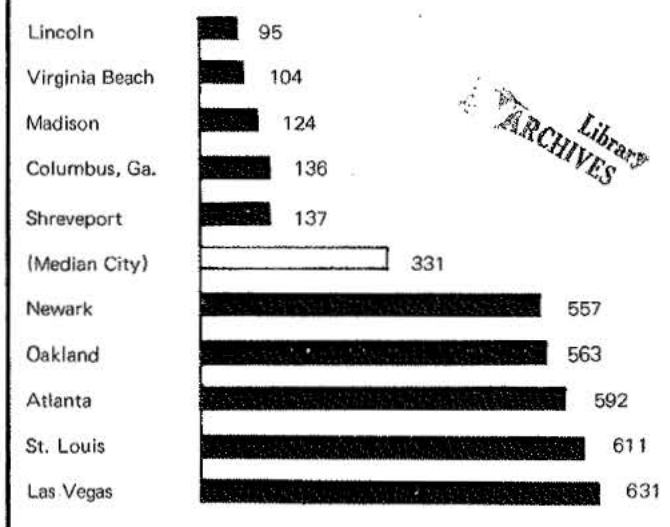 Lincoln 95
Virginia Beach 104
Madison 124
Columbus, Ga. 136
Shreveport 137
(Median City) 331
Newark 557
Oakland 563
Atlanta 592
St. Louis 611
Las Vegas 631
Library
ARCHIVES